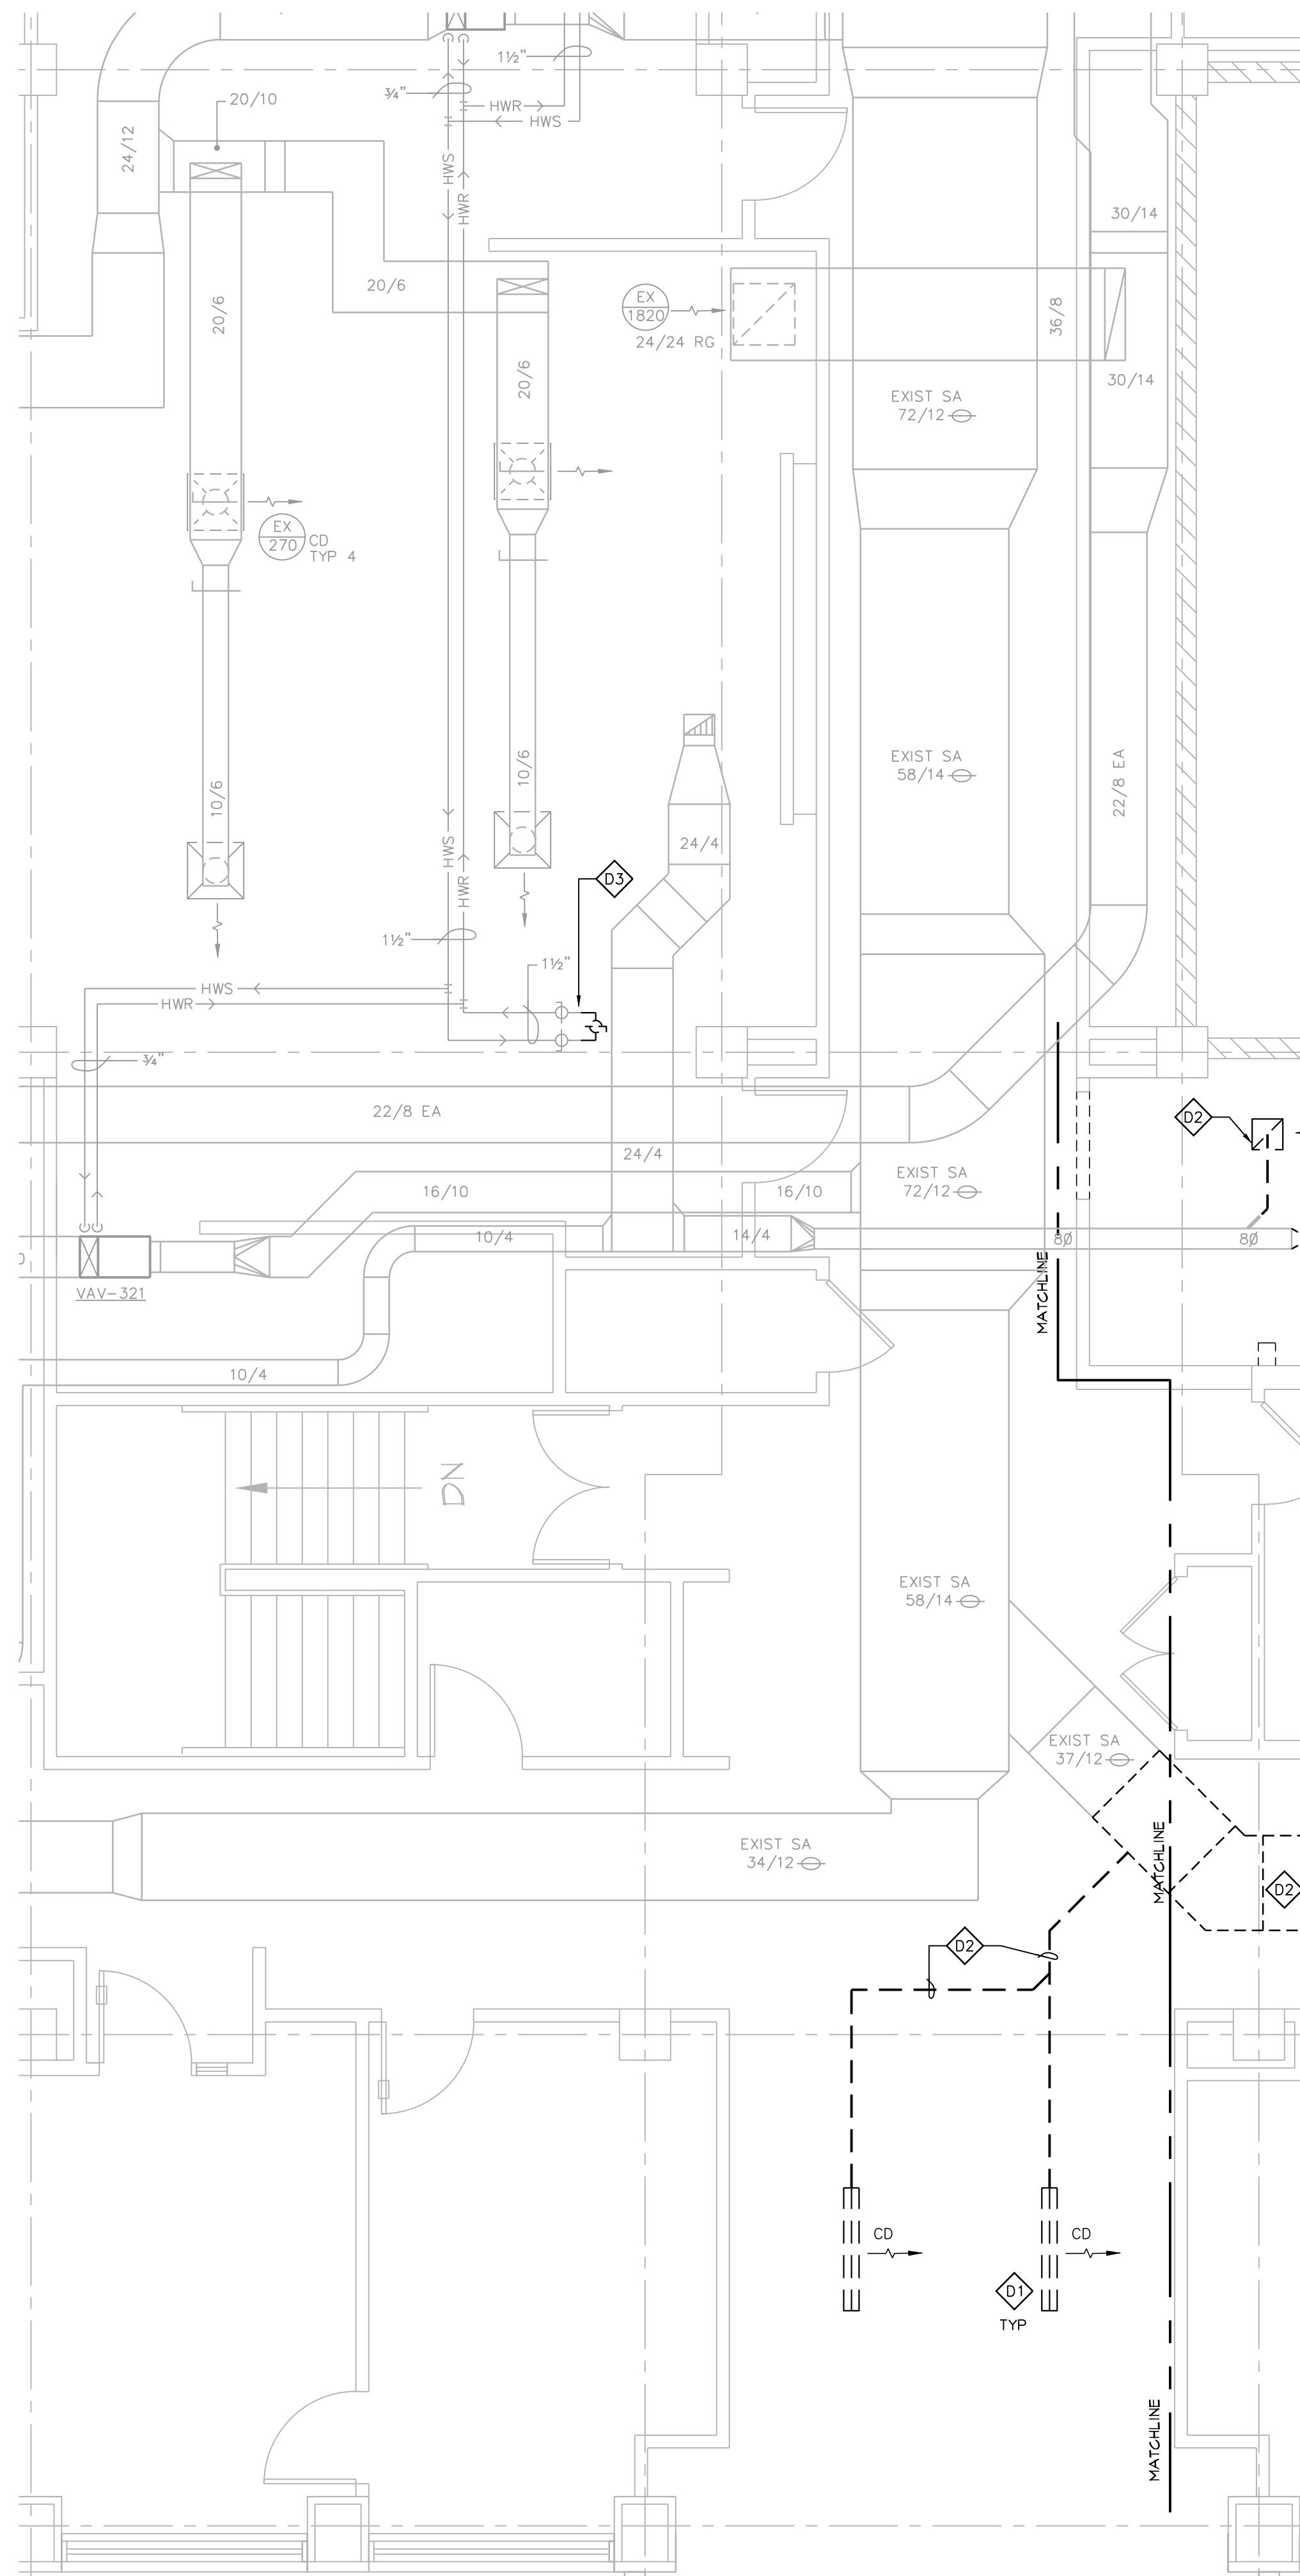 1½"
¾"
20/10
HWR
HWS
24/12
HWS
HWR
30/14
20/6
20/6
EX
1820
24/24 RG
36/8
20/6
30/14
EXIST SA
72/12
EX
270
CD
TYP 4
EXIST SA
58/14
22/8 EA
10/6
10/6
24/4
HWS
HWR
D3
1½"
1½"
HWS
HWR
¾"
22/8 EA
D2
24/4
EXIST SA
72/12
16/10
16/10
10/4
14/4
8Ø
8Ø
VAV-321
MATCHLINE
10/4
DN
EXIST SA
58/14
EXIST SA
37/12
EXIST SA
34/12
MATCHLINE
D2
D2
CD
CD
D1
TYP
MATCHLINE